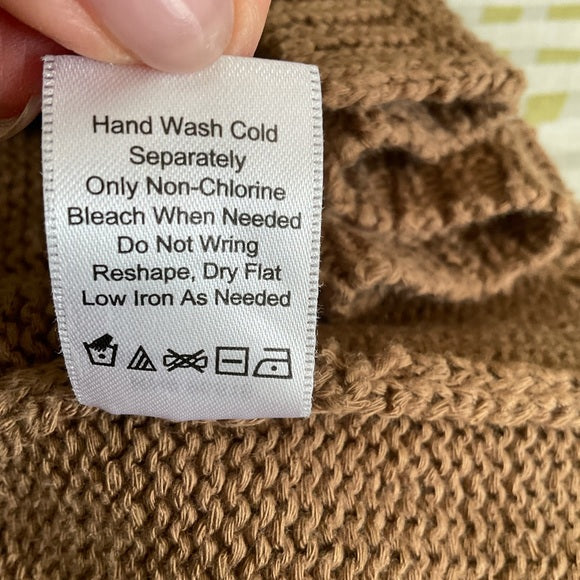 Hand Wash Cold
Separately
Only Non-Chlorine
Bleach When Needed
Do Not Wring
Reshape, Dry Flat
Low Iron As Needed